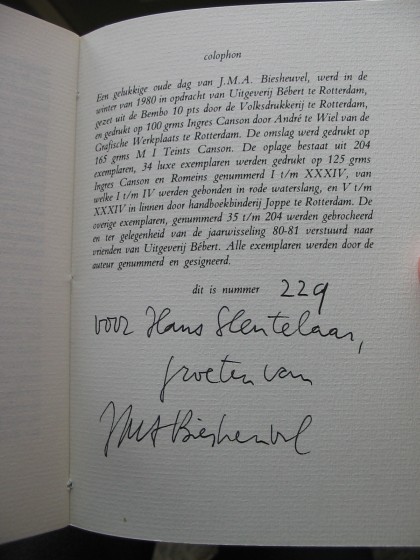 colophon
Een gelukkige oude dag van J.M.A. Biesheuvel, werd in de
winter van 1980 in opdracht van Uitgeverij Bébert te Rotterdam,
gezet uit de Bembo 10 pts door de Volksdrukkerij te Rotterdam,
en gedrukt op 100 grms Ingres Canson door André te Wiel van de
Grafische Werkplaats te Rotterdam. De omslag werd gedrukt op
165 grms M I Teints Canson. De oplage bestaat uit 204
exemplaren, 34 luxe exemplaren werden gedrukt op 125 grms
Ingres Canson en Romeins genummerd I t/m XXXIV, van
welke I t/m IV werden gebonden in rode waterslang, en V t/m
XXXIV in linnen door handboekbinderij Joppe te Rotterdam. De
overige exemplaren, genummerd 35 t/m 204 werden gebrocheerd
en ter gelegenheid van de jaarwisseling 80-81 verstuurd naar
vrienden van Uitgeverij Bébert. Alle exemplaren werden door de
auteur genummerd en gesigneerd.
dit is nummer 229
voor Hans Sleutelaar,
groeten van
JMA Biesheuvel